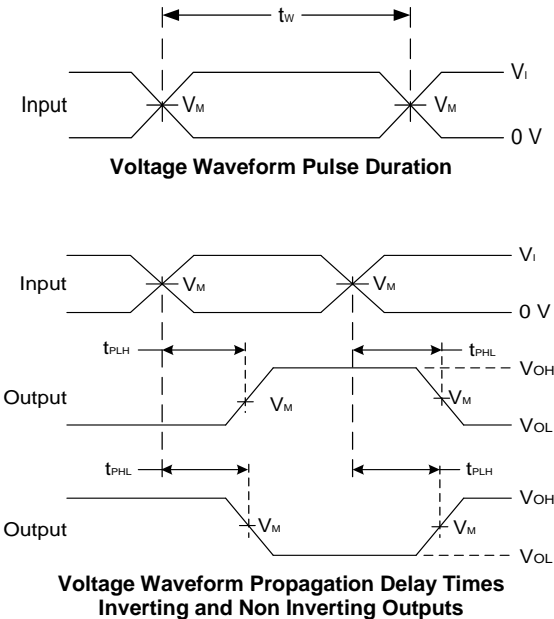 tW
Input
VM
VM
VI
0 V
Voltage Waveform Pulse Duration
Input
VM
VM
VI
0 V
tPLH
tPHL
Output
VM
VM
VOH
VOL
tPHL
tPLH
Output
VM
VM
VOH
VOL
Voltage Waveform Propagation Delay Times
Inverting and Non Inverting Outputs